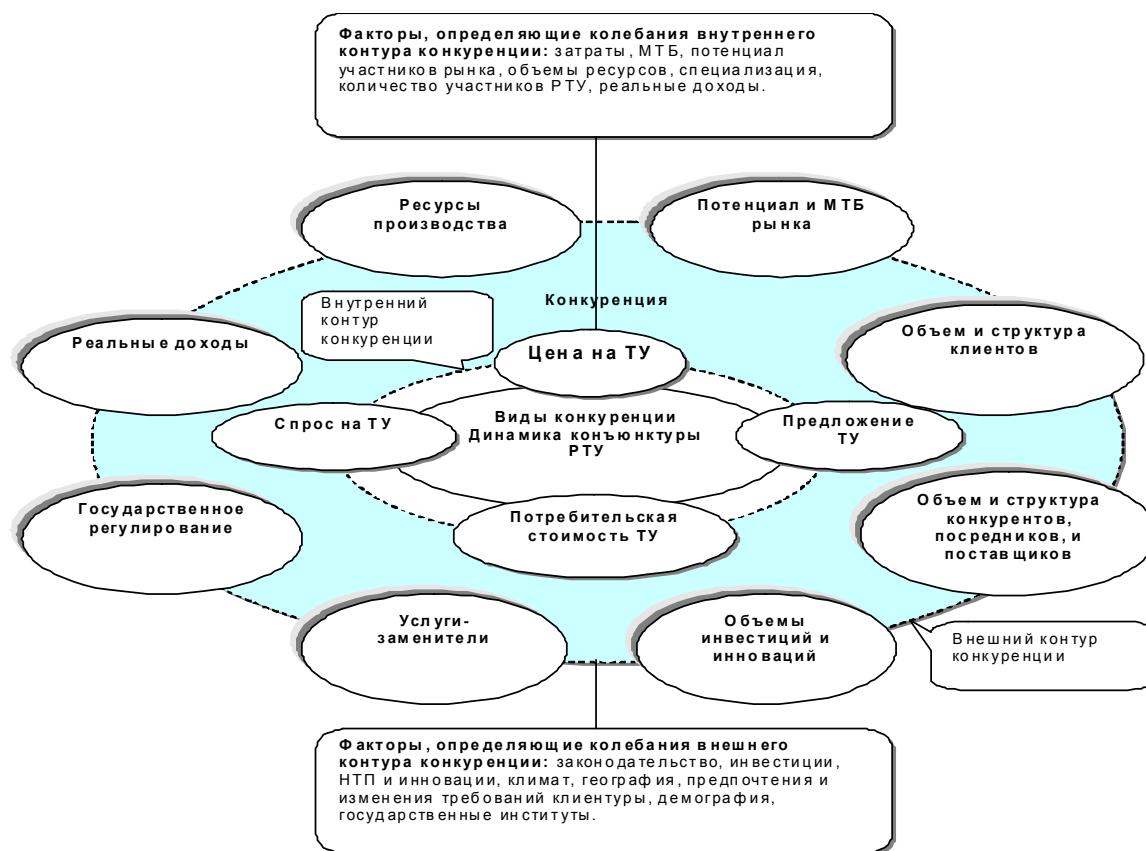 Факторы, определяющие колебания внутреннего
контура конкуренции: затраты, МТБ, потенциал
участников рынка, объемы ресурсов, специализация,
количество участников РТУ, реальные доходы.
Ресурсы
производства
Потенциал и МТБ
рынка
Конкуренция
Внутренний
контур
конкуренции
Реальные доходы
Объем и структура
клиентов
Цена на ТУ
Спрос на ТУ
Виды конкуренции
Динамика конъюнктуры
РТУ
Предложение
ТУ
Государственное
регулирование
Потребительская
стоимость ТУ
Объем и структура
конкурентов,
посредников, и
поставщиков
Услуги-
заменители
Объемы
инвестиций и
инноваций
Внешний контур
конкуренции
Факторы, определяющие колебания внешнего
контура конкуренции: законодательство, инвестиции,
НТП и инновации, климат, география, предпочтения и
изменения требований клиентуры, демография,
государственные институты.